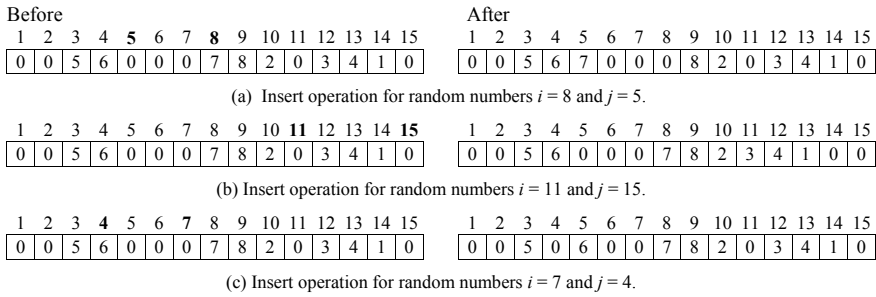 Before After
1 2 3 4 5 6 7 8 9 10 11 12 13 14 15 1 2 3 4 5 6 7 8 9 10 11 12 13 14 15
0 0 5 6 0 0 0 7 8 2 0 3 4 1 0 0 0 5 6 7 0 0 0 8 2 0 3 4 1 0
(a) Insert operation for random numbers i = 8 and j = 5.
1 2 3 4 5 6 7 8 9 10 11 12 13 14 15 1 2 3 4 5 6 7 8 9 10 11 12 13 14 15
0 0 5 6 0 0 0 7 8 2 0 3 4 1 0 0 0 5 6 0 0 0 7 8 2 3 4 1 0 0
(b) Insert operation for random numbers i = 11 and j = 15.
1 2 3 4 5 6 7 8 9 10 11 12 13 14 15 1 2 3 4 5 6 7 8 9 10 11 12 13 14 15
0 0 5 6 0 0 0 7 8 2 0 3 4 1 0 0 0 5 0 6 0 0 7 8 2 0 3 4 1 0
(c) Insert operation for random numbers i = 7 and j = 4.